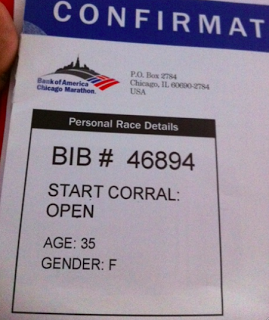 CONFIRMAT
Bank of America
Chicago Marathon.
P.O. Box 2784
Chicago, IL 60690-2784
USA
Personal Race Details
BIB # 46894
START CORRAL:
OPEN
AGE: 35
GENDER: F